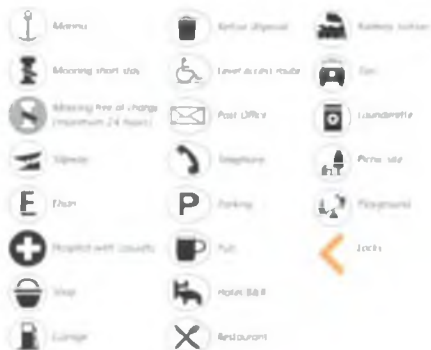 Marina
Mooring short stay
Mooring free of charge
(maximum 24 hours)
Slipway
E
Elsan
Hospital with casualty
Shop
Garage
Refuse disposal
Level access route
Post Office
Telephone
P
Parking
Pub
Hotel B&B
Restaurant
Railway station
Taxi
Launderette
Picnic site
Playground
Locks